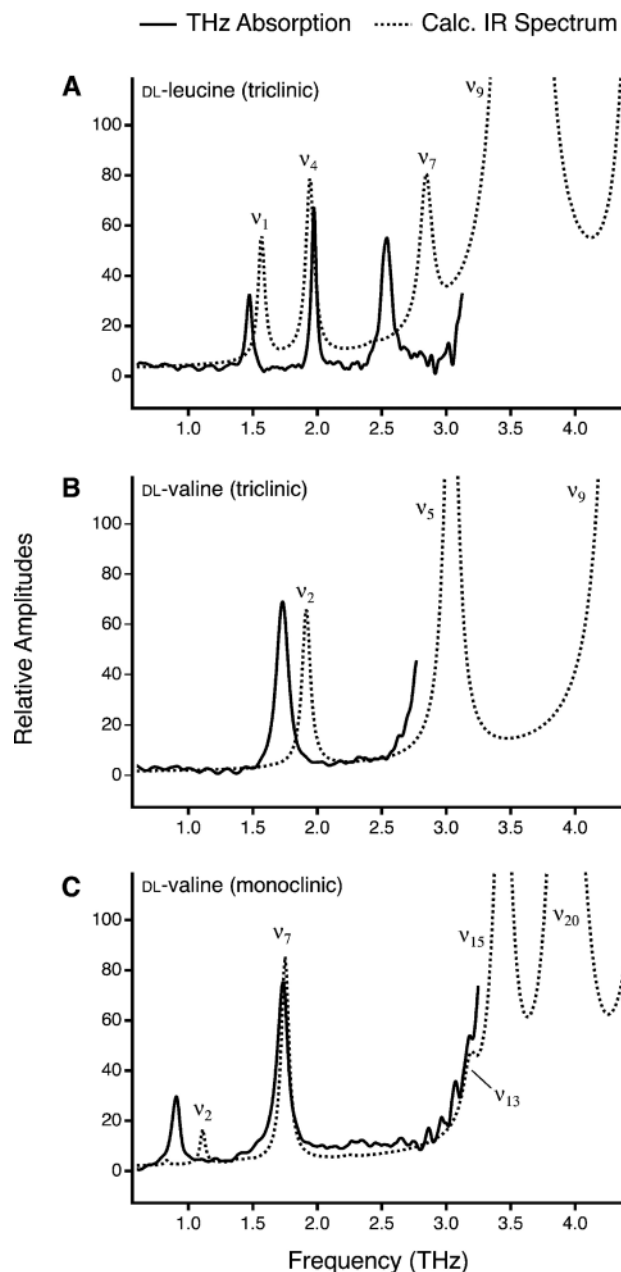 THz Absorption Calc. IR Spectrum
A DL-leucine (triclinic)
ν9
ν4
ν7
ν1
100
80
60
40
20
0
1.0 1.5 2.0 2.5 3.0 3.5 4.0
B DL-valine (triclinic)
ν5
ν9
ν2
100
80
60
40
20
0
1.0 1.5 2.0 2.5 3.0 3.5 4.0
Relative Amplitudes
C DL-valine (monoclinic)
ν7
ν15
ν20
ν2
ν13
100
80
60
40
20
0
1.0 1.5 2.0 2.5 3.0 3.5 4.0
Frequency (THz)